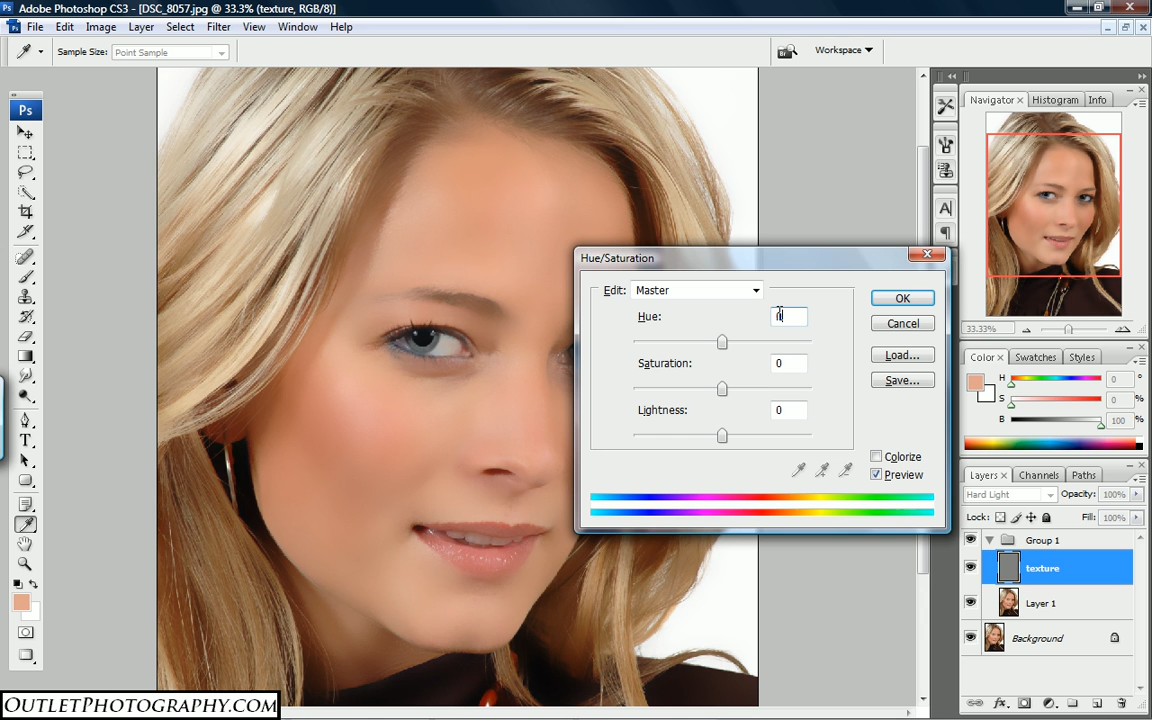 Adobe Photoshop CS3 - [DSC_8057.jpg @ 33.3% (texture, RGB/8)]
Ps File Edit Image Layer Select Filter View Window Help
Sample Size: Point Sample Workspace
Ps
Navigator Histogram Info
33.33%
Color Swatches Styles
H 0 °
S 0 %
B 100 %
Hue/Saturation
Edit: Master
Hue:
Saturation: 0
Lightness: 0
OK
Cancel
Load...
Save...
Colorize
Preview
Layers Channels Paths
Hard Light Opacity: 100%
Lock: Fill: 100%
Group 1
texture
Layer 1
Background
T
A
OUTLETPHOTOGRAPHY.COM